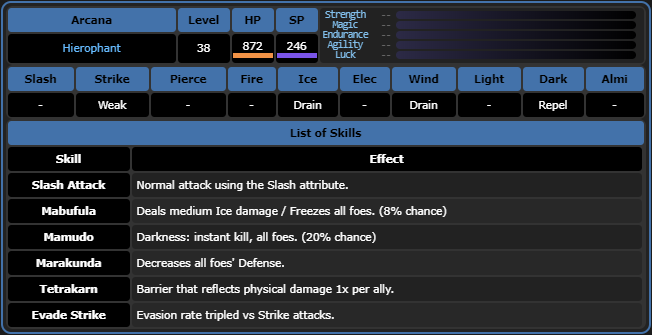 Arcana Level HP SP
Hierophant 38 872 246
Strength --
Magic --
Endurance --
Agility --
Luck --
Slash Strike Pierce Fire Ice Elec Wind Light Dark Almi
- Weak - - Drain - Drain - Repel -
List of Skills
Skill Effect
Slash Attack Normal attack using the Slash attribute.
Mabufula Deals medium Ice damage / Freezes all foes. (8% chance)
Mamudo Darkness: instant kill, all foes. (20% chance)
Marakunda Decreases all foes' Defense.
Tetrakarn Barrier that reflects physical damage 1x per ally.
Evade Strike Evasion rate tripled vs Strike attacks.